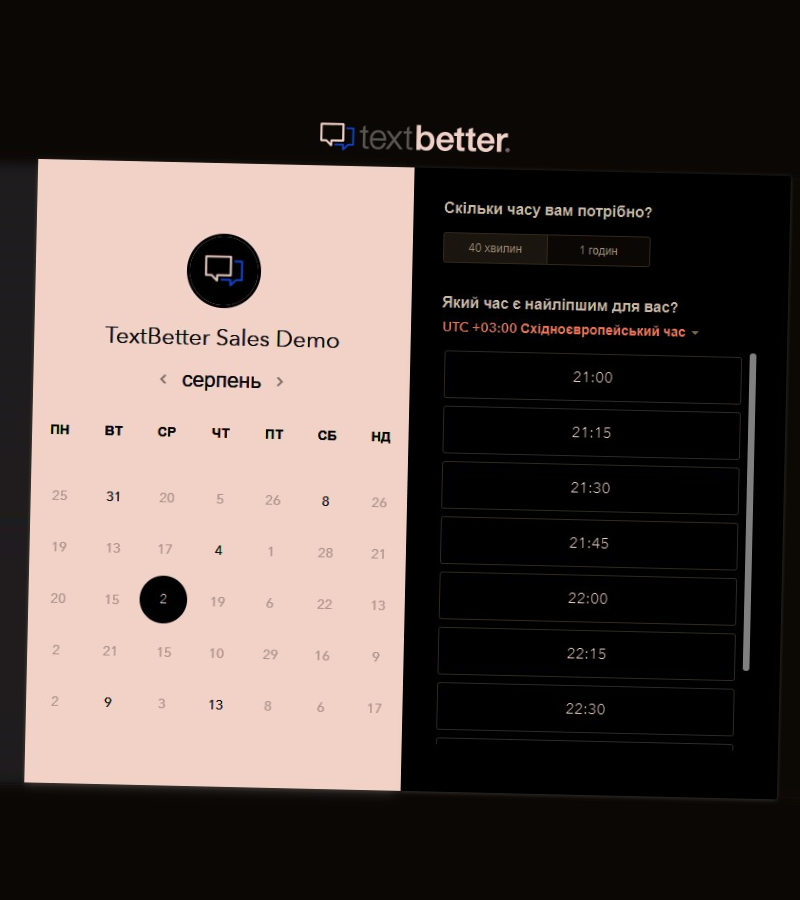 textbetter.
TextBetter Sales Demo
серпень
ПН ВТ СР ЧТ ПТ СБ НД
25 31 20 5 26 8 26
19 13 17 4 1 28 21
20 15 2 19 6 22 13
2 21 15 10 29 16 9
2 9 3 13 8 6 17
Скільки часу вам потрібно?
40 хвилин 1 годин
Який час є найліпшим для вас?
UTC +03:00 Східноєвропейський час
21:00
21:15
21:30
21:45
22:00
22:15
22:30